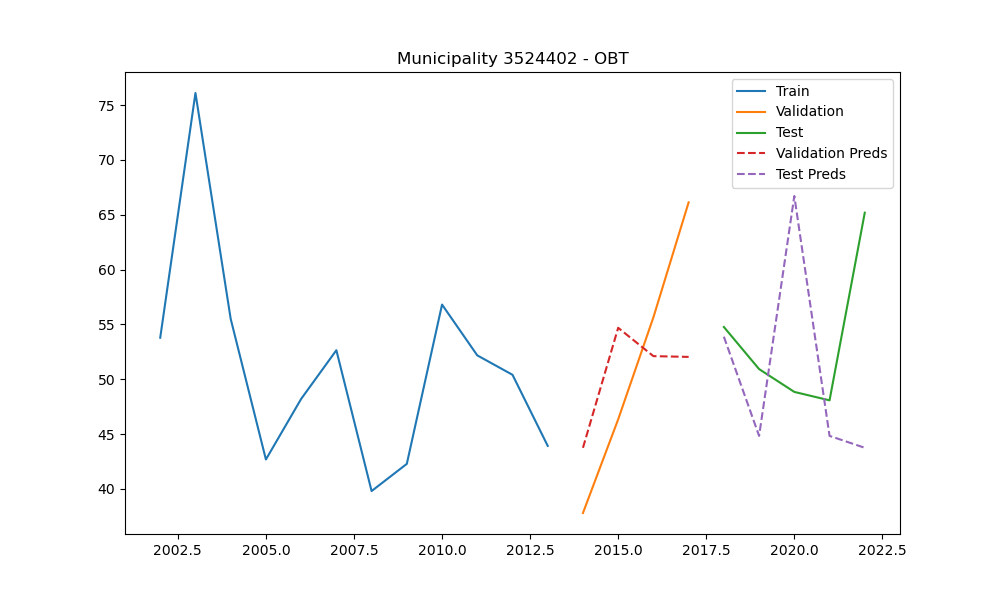 Municipality 3524402 - OBT
Train
Validation
Test
Validation Preds
Test Preds
75
70
65
60
55
50
45
40
2002.5 2005.0 2007.5 2010.0 2012.5 2015.0 2017.5 2020.0 2022.5